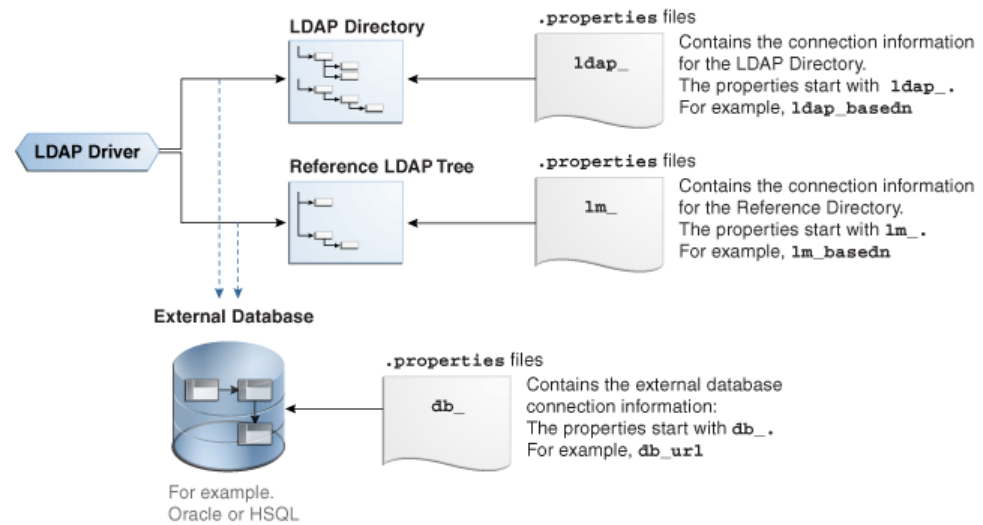 LDAP Directory
.properties files
ldap_
Contains the connection information
for the LDAP Directory.
The properties start with ldap_.
For example, ldap_basedn
LDAP Driver
Reference LDAP Tree
.properties files
lm_
Contains the connection information
for the Reference Directory.
The properties start with lm_.
For example, lm_basedn
External Database
.properties files
db_
Contains the external database
connection information:
The properties start with db_.
For example, db_url
For example.
Oracle or HSQL